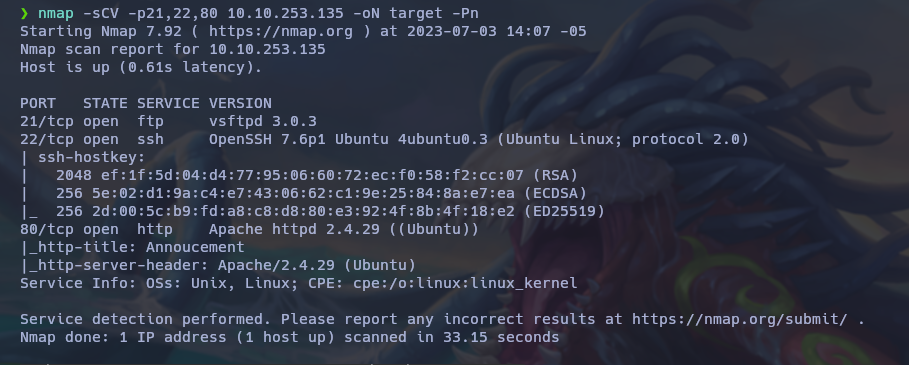 ❯ nmap -sCV -p21,22,80 10.10.253.135 -oN target -Pn
Starting Nmap 7.92 ( https://nmap.org ) at 2023-07-03 14:07 -05
Nmap scan report for 10.10.253.135
Host is up (0.61s latency).

PORT   STATE SERVICE VERSION
21/tcp open  ftp     vsftpd 3.0.3
22/tcp open  ssh     OpenSSH 7.6p1 Ubuntu 4ubuntu0.3 (Ubuntu Linux; protocol 2.0)
| ssh-hostkey:
|   2048 ef:1f:5d:04:d4:77:95:06:60:72:ec:f0:58:f2:cc:07 (RSA)
|   256 5e:02:d1:9a:c4:e7:43:06:62:c1:9e:25:84:8a:e7:ea (ECDSA)
|_  256 2d:00:5c:b9:fd:a8:c8:d8:80:e3:92:4f:8b:4f:18:e2 (ED25519)
80/tcp open  http    Apache httpd 2.4.29 ((Ubuntu))
|_http-title: Annoucement
|_http-server-header: Apache/2.4.29 (Ubuntu)
Service Info: OSs: Unix, Linux; CPE: cpe:/o:linux:linux_kernel

Service detection performed. Please report any incorrect results at https://nmap.org/submit/ .
Nmap done: 1 IP address (1 host up) scanned in 33.15 seconds